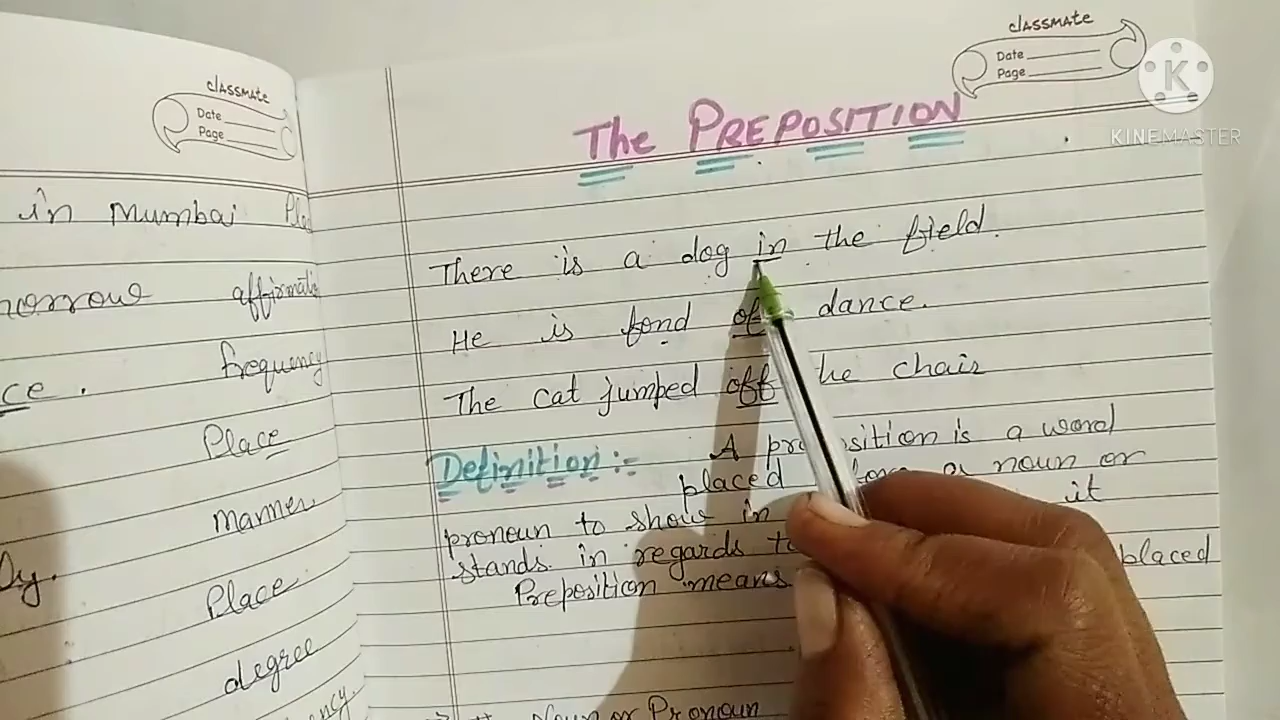 classmate
Date
Page
in Mumbai
Place
manner
Place
degree
frequency
classmate
Date
Page
K
KINEMASTER
The PREPOSITION
There is a dog in the field.
He is fond of dance.
The cat jumped off the chair
Definition :- A preposition is a word
placed a noun or
pronoun to show in it
stands in regards to placed
Preposition means
Noun or Pronoun